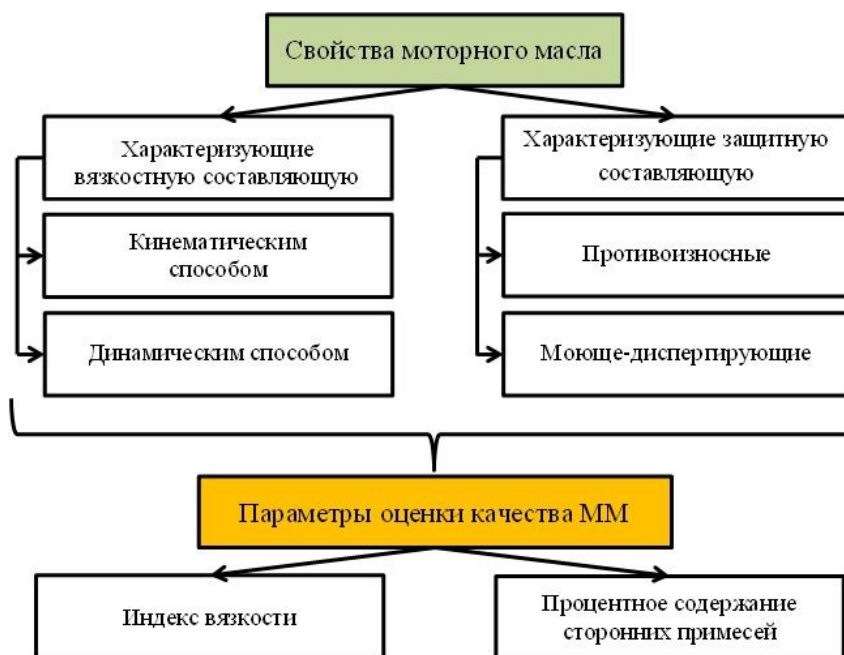 Свойства моторного масла
Характеризующие
вязкостную составляющую
Характеризующие защитную
составляющую
Кинематическим
способом
Противоизносные
Динамическим способом
Моюще-диспергирующие
Параметры оценки качества ММ
Индекс вязкости
Процентное содержание
сторонних примесей